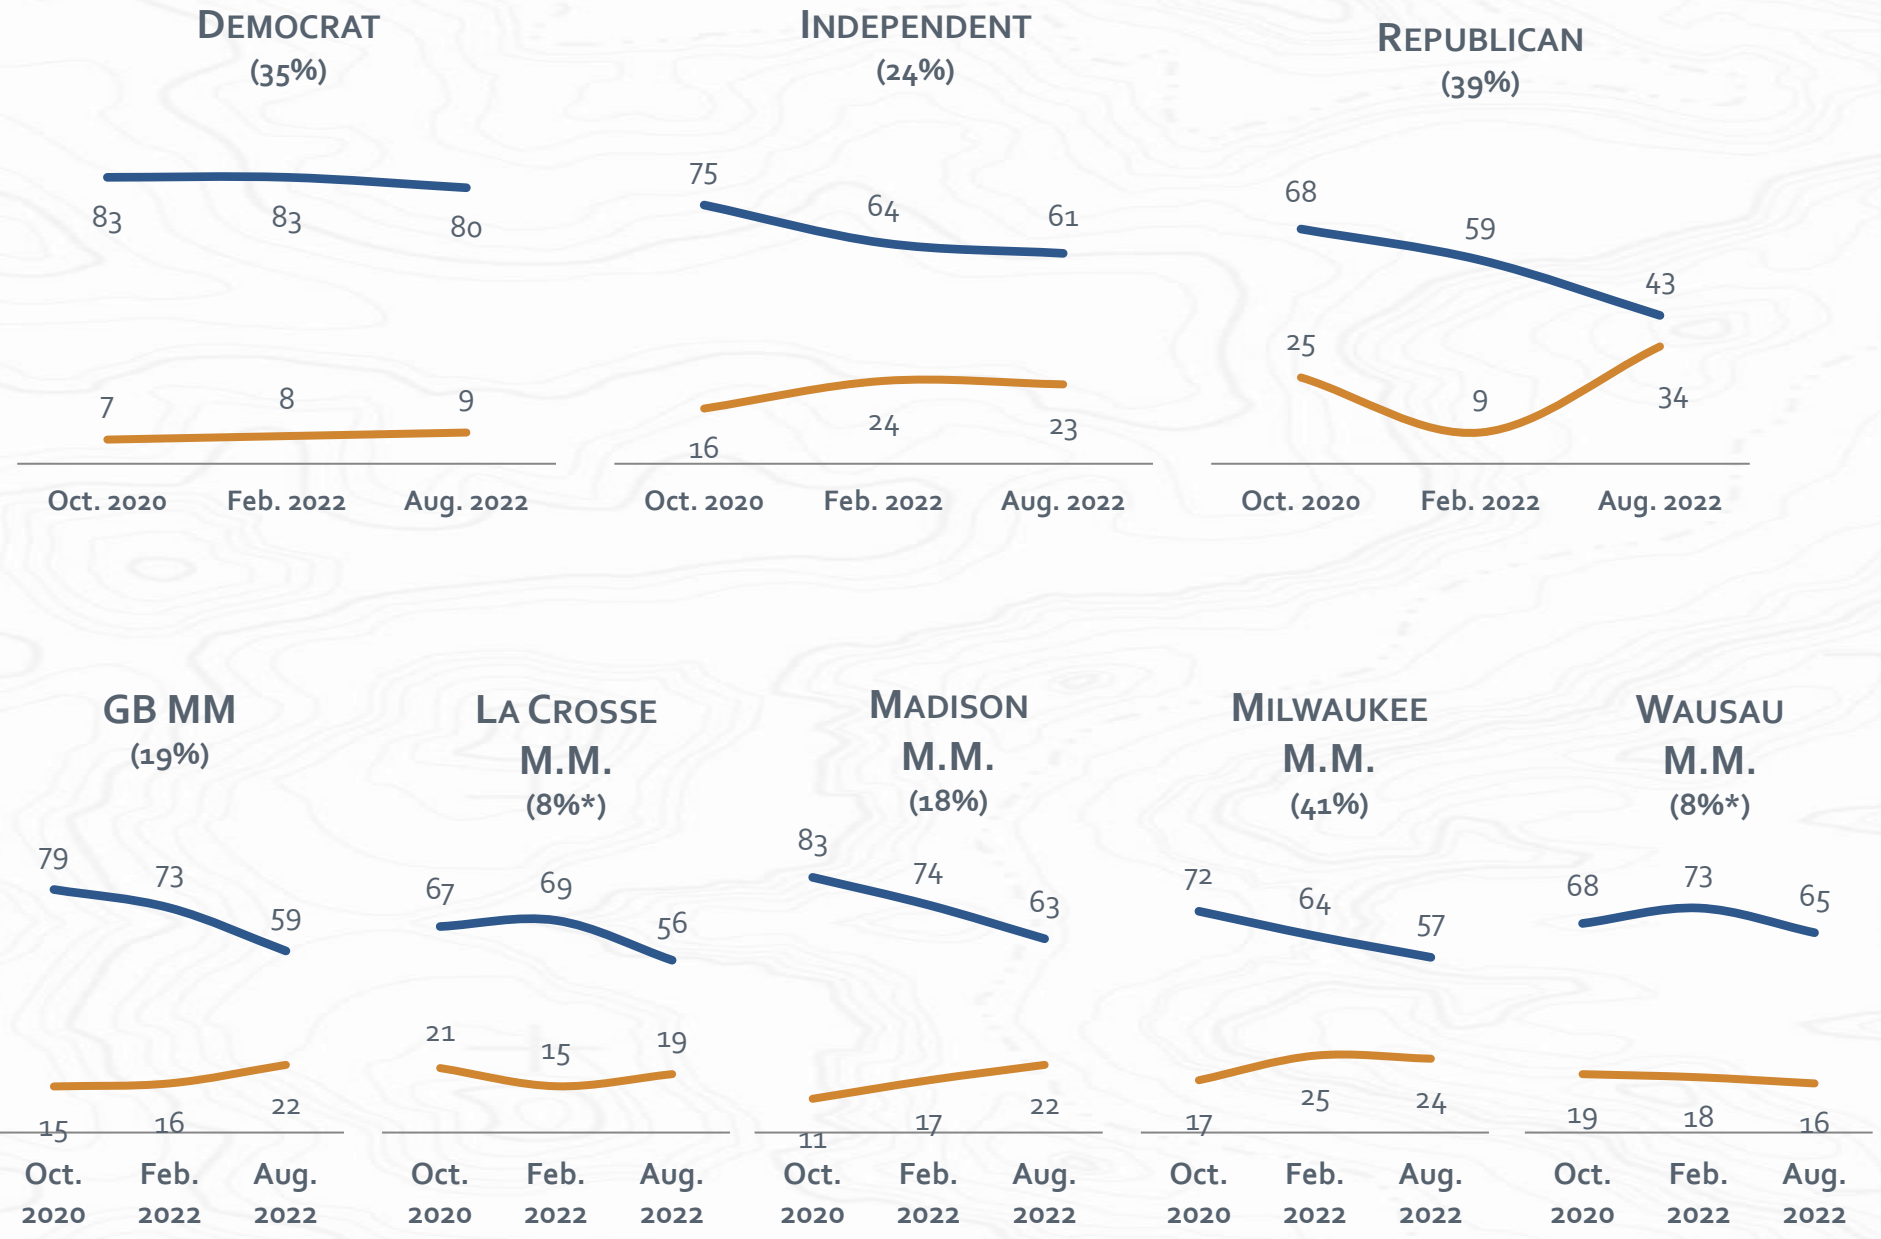 DEMOCRAT
(35%)
83
83
80
7
8
9
Oct. 2020 Feb. 2022 Aug. 2022
INDEPENDENT
(24%)
75
64
61
16
24
23
Oct. 2020 Feb. 2022 Aug. 2022
REPUBLICAN
(39%)
68
59
43
25
9
34
Oct. 2020 Feb. 2022 Aug. 2022
GB MM
(19%)
79
73
59
15
16
22
Oct. Feb. Aug.
2020 2022 2022
LA CROSSE
M.M.
(8%*)
67
69
56
21
15
19
Oct. Feb. Aug.
2020 2022 2022
MADISON
M.M.
(18%)
83
74
63
11
17
22
Oct. Feb. Aug.
2020 2022 2022
MILWAUKEE
M.M.
(41%)
72
64
57
17
25
24
Oct. Feb. Aug.
2020 2022 2022
WAUSAU
M.M.
(8%*)
68
73
65
19
18
16
Oct. Feb. Aug.
2020 2022 2022